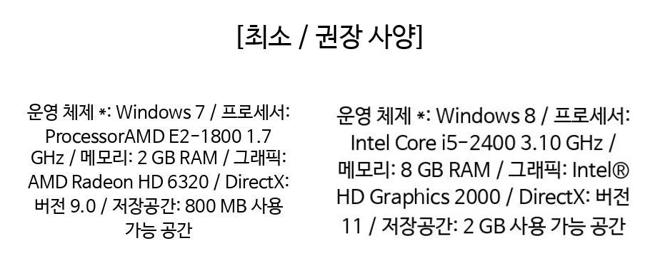 [최소 / 권장 사양]
운영 체제 *: Windows 7 / 프로세서:
ProcessorAMD E2-1800 1.7
GHz / 메모리: 2 GB RAM / 그래픽:
AMD Radeon HD 6320 / DirectX:
버전 9.0 / 저장공간: 800 MB 사용
가능 공간
운영 체제 *: Windows 8 / 프로세서:
Intel Core i5-2400 3.10 GHz /
메모리: 8 GB RAM / 그래픽: Intel®
HD Graphics 2000 / DirectX: 버전
11 / 저장공간: 2 GB 사용 가능 공간